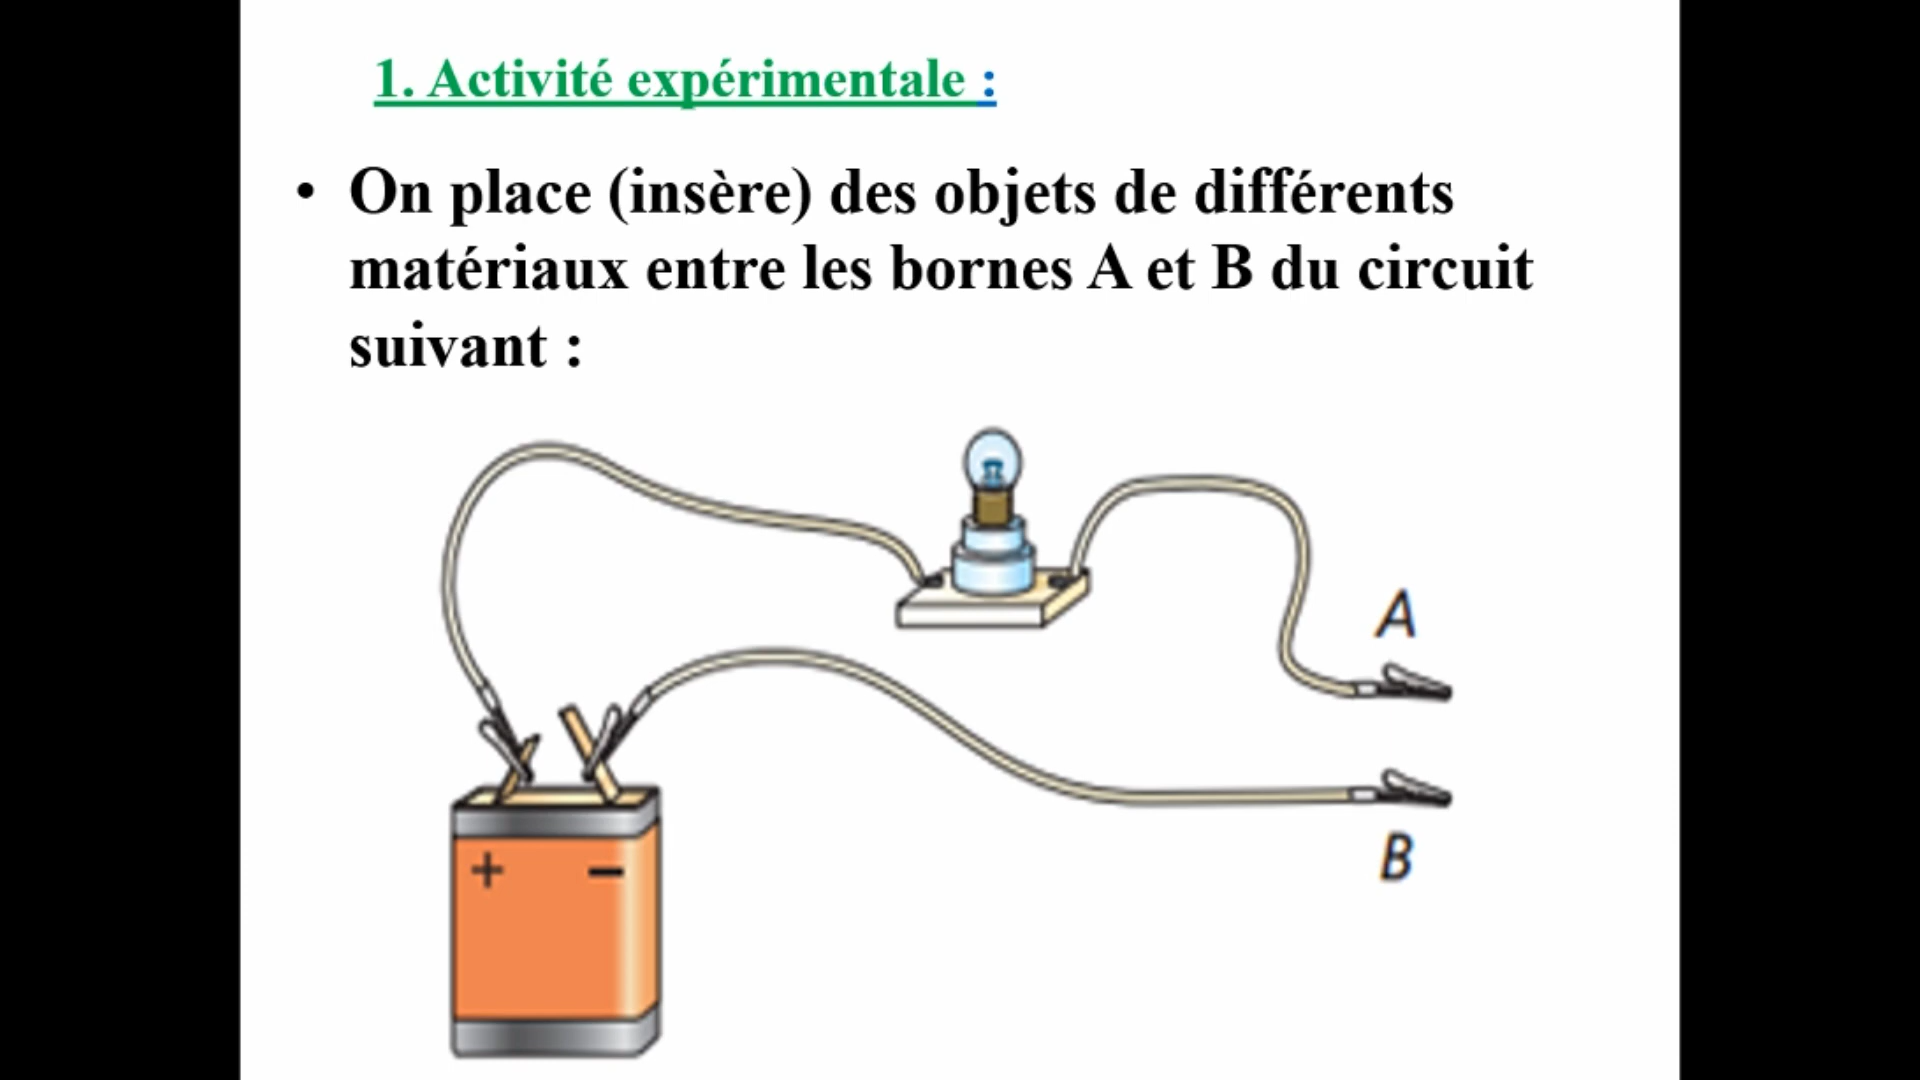 1. Activité expérimentale :
• On place (insère) des objets de différents
matériaux entre les bornes A et B du circuit
suivant :
A
B
+ –